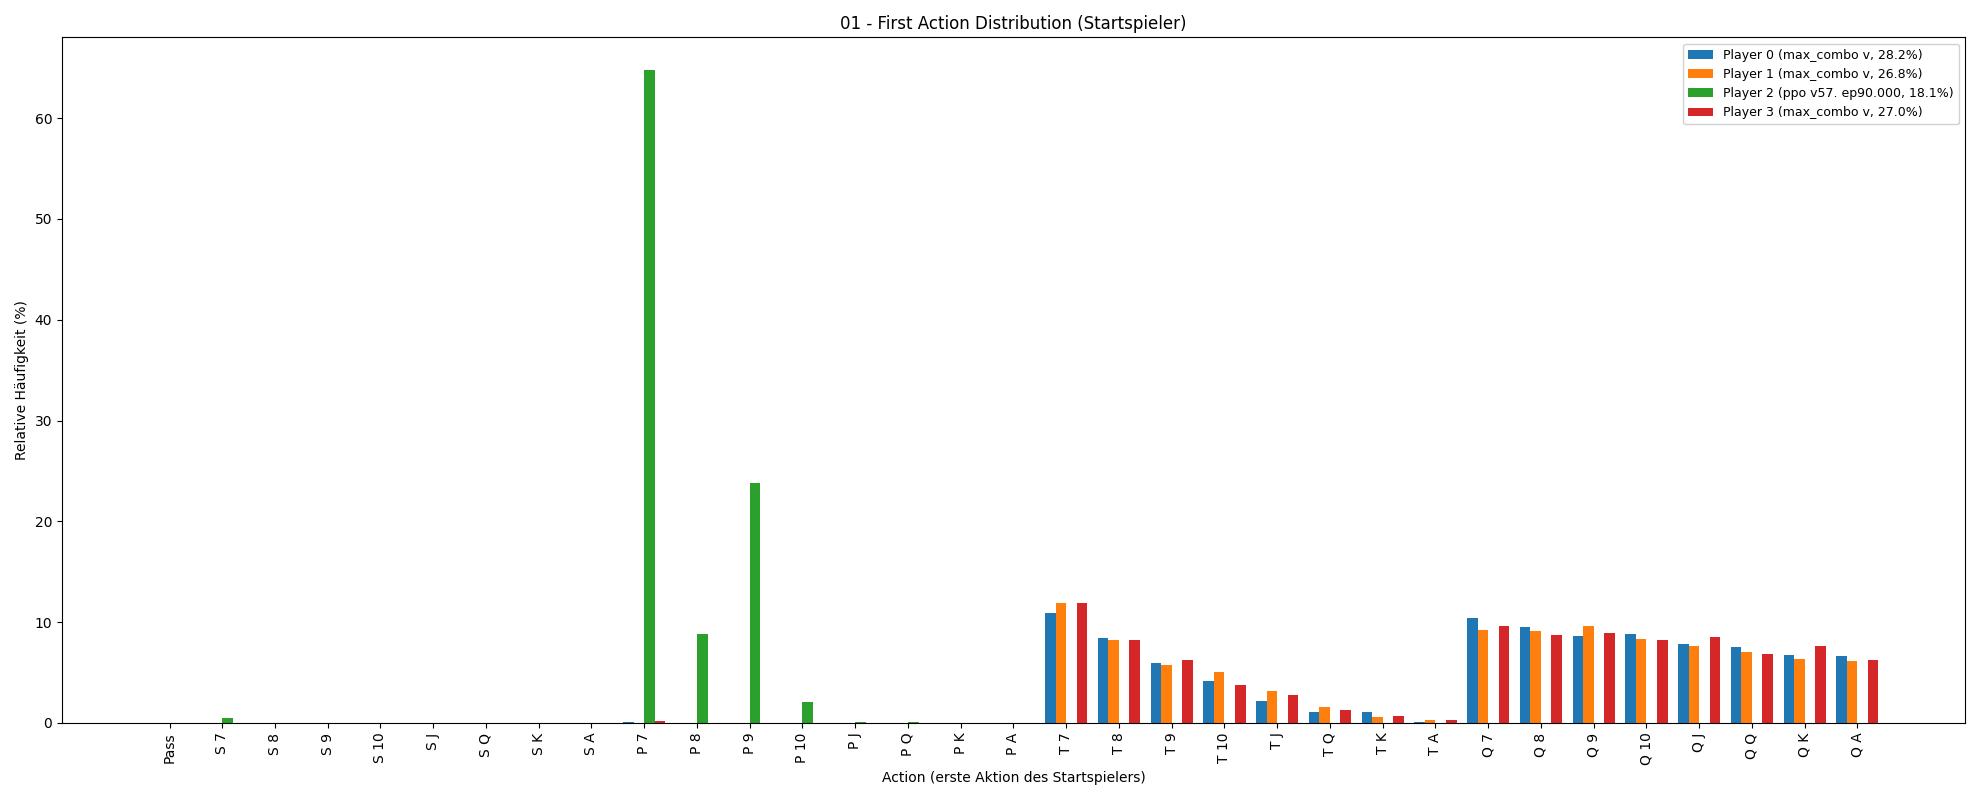 01 - First Action Distribution (Startspieler)
Player 0 (max_combo v, 28.2%)
Player 1 (max_combo v, 26.8%)
Player 2 (ppo v57. ep90.000, 18.1%)
Player 3 (max_combo v, 27.0%)
Relative Häufigkeit (%)
60
50
40
30
20
10
0
Pass
S 7
S 8
S 9
S 10
S J
S Q
S K
S A
P 7
P 8
P 9
P 10
P J
P Q
P K
P A
T 7
T 8
T 9
T 10
T J
T Q
T K
T A
Q 7
Q 8
Q 9
Q 10
Q J
Q Q
Q K
Q A
Action (erste Aktion des Startspielers)